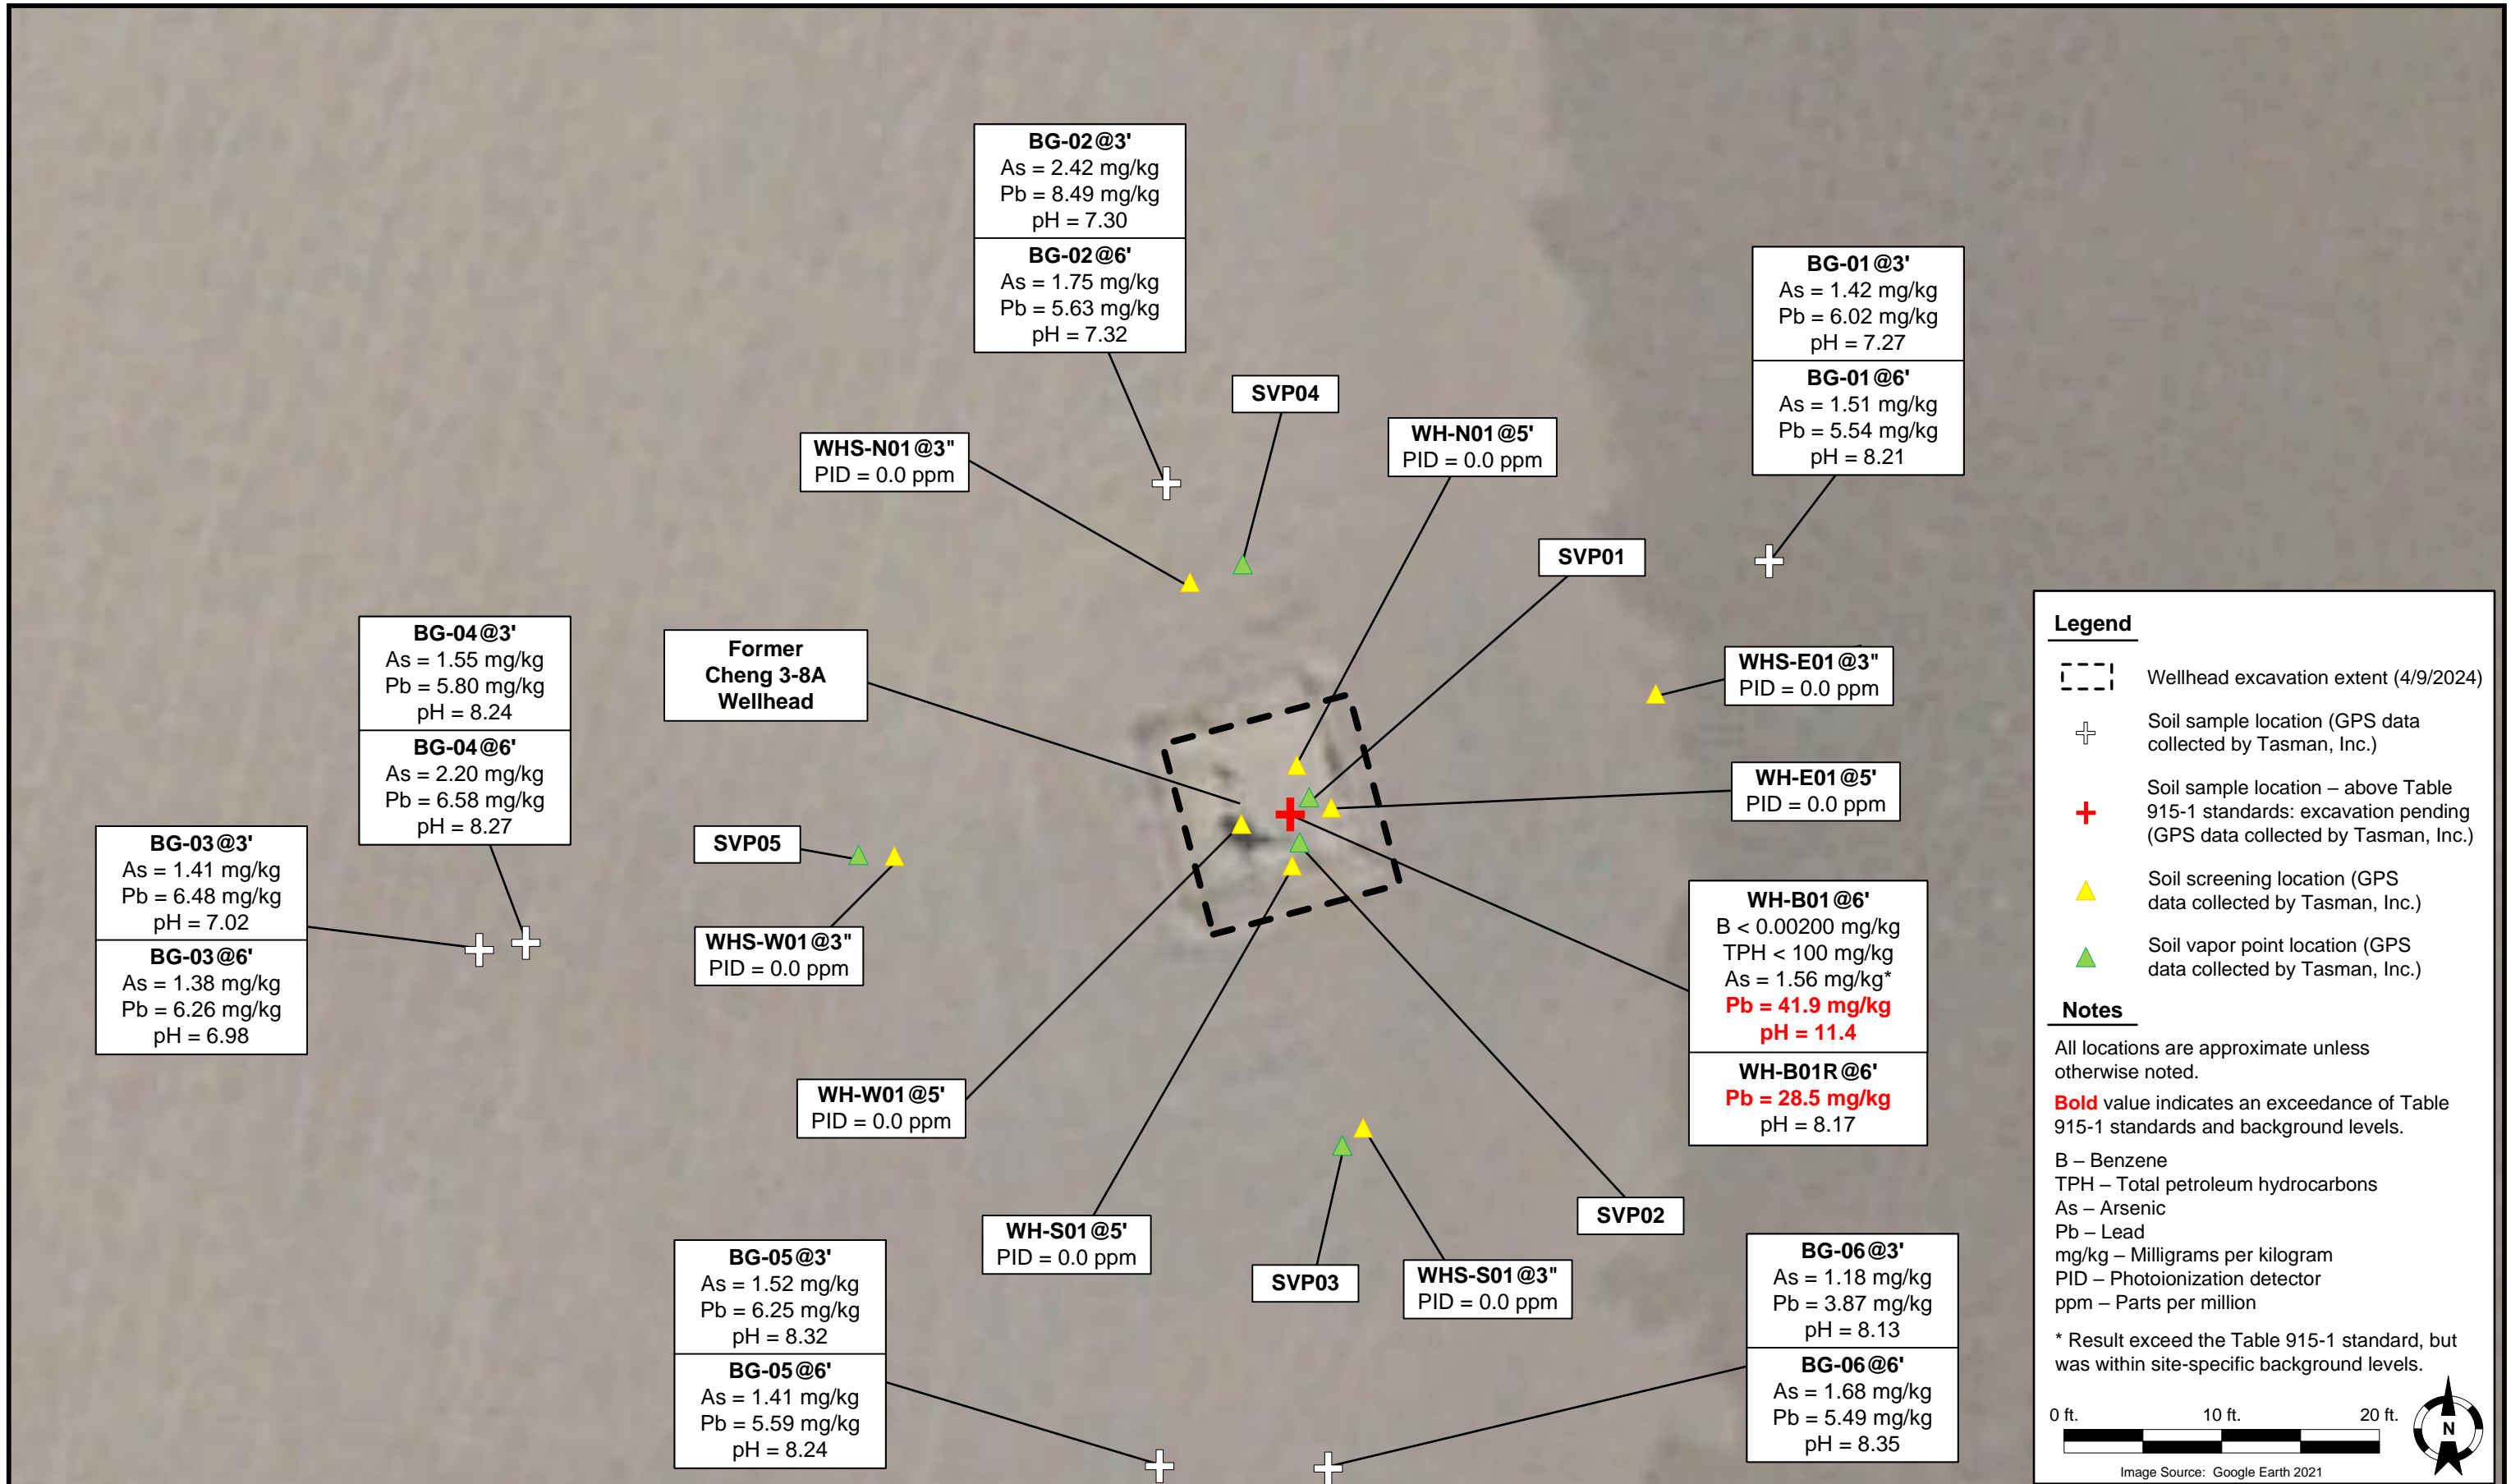 BG-02@3'
As = 2.42 mg/kg
Pb = 8.49 mg/kg
pH = 7.30
BG-02@6'
As = 1.75 mg/kg
Pb = 5.63 mg/kg
pH = 7.32
BG-01@3'
As = 1.42 mg/kg
Pb = 6.02 mg/kg
pH = 7.27
BG-01@6'
As = 1.51 mg/kg
Pb = 5.54 mg/kg
pH = 8.21
SVP04
WHS-N01@3"
PID = 0.0 ppm
WH-N01@5'
PID = 0.0 ppm
SVP01
BG-04@3'
As = 1.55 mg/kg
Pb = 5.80 mg/kg
pH = 8.24
BG-04@6'
As = 2.20 mg/kg
Pb = 6.58 mg/kg
pH = 8.27
Former
Cheng 3-8A
Wellhead
WHS-E01@3"
PID = 0.0 ppm
WH-E01@5'
PID = 0.0 ppm
BG-03@3'
As = 1.41 mg/kg
Pb = 6.48 mg/kg
pH = 7.02
BG-03@6'
As = 1.38 mg/kg
Pb = 6.26 mg/kg
pH = 6.98
SVP05
WHS-W01@3"
PID = 0.0 ppm
WH-B01@6'
B < 0.00200 mg/kg
TPH < 100 mg/kg
As = 1.56 mg/kg*
Pb = 41.9 mg/kg
pH = 11.4
WH-B01R@6'
Pb = 28.5 mg/kg
pH = 8.17
WH-W01@5'
PID = 0.0 ppm
WH-S01@5'
PID = 0.0 ppm
SVP02
SVP03
WHS-S01@3"
PID = 0.0 ppm
BG-05@3'
As = 1.52 mg/kg
Pb = 6.25 mg/kg
pH = 8.32
BG-05@6'
As = 1.41 mg/kg
Pb = 5.59 mg/kg
pH = 8.24
BG-06@3'
As = 1.18 mg/kg
Pb = 3.87 mg/kg
pH = 8.13
BG-06@6'
As = 1.68 mg/kg
Pb = 5.49 mg/kg
pH = 8.35
Legend
Wellhead excavation extent (4/9/2024)
Soil sample location (GPS data
collected by Tasman, Inc.)
Soil sample location – above Table
915-1 standards: excavation pending
(GPS data collected by Tasman, Inc.)
Soil screening location (GPS
data collected by Tasman, Inc.)
Soil vapor point location (GPS
data collected by Tasman, Inc.)
Notes
All locations are approximate unless
otherwise noted.
Bold value indicates an exceedance of Table
915-1 standards and background levels.
B – Benzene
TPH – Total petroleum hydrocarbons
As – Arsenic
Pb – Lead
mg/kg – Milligrams per kilogram
PID – Photoionization detector
ppm – Parts per million
* Result exceed the Table 915-1 standard, but
was within site-specific background levels.
0 ft. 10 ft. 20 ft.
N
Image Source: Google Earth 2021